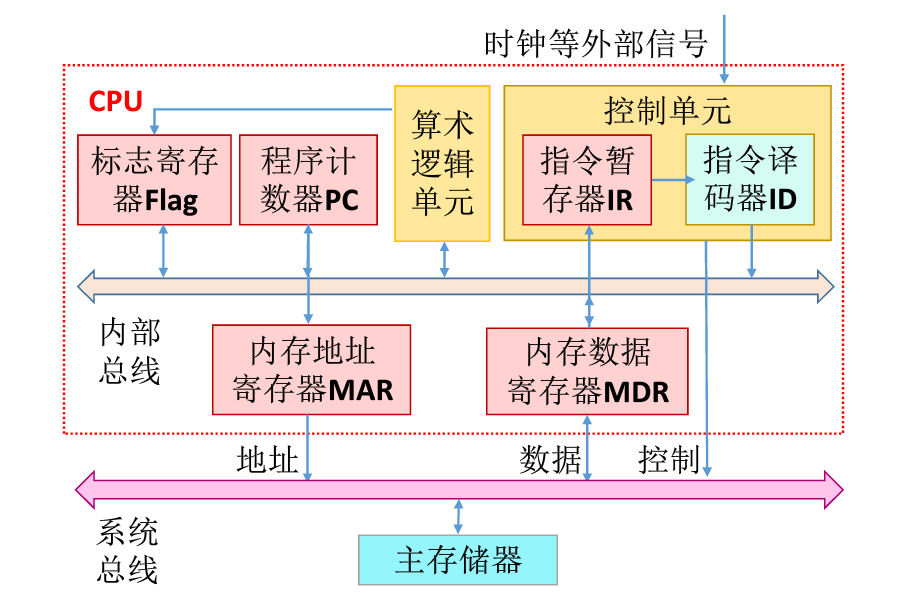 时钟等外部信号
CPU
标志寄存
器Flag
程序计
数器PC
算术
逻辑
单元
控制单元
指令暂
存器IR
指令译
码器ID
内部
总线
内存地址
寄存器MAR
内存数据
寄存器MDR
地址
数据
控制
系统
总线
主存储器